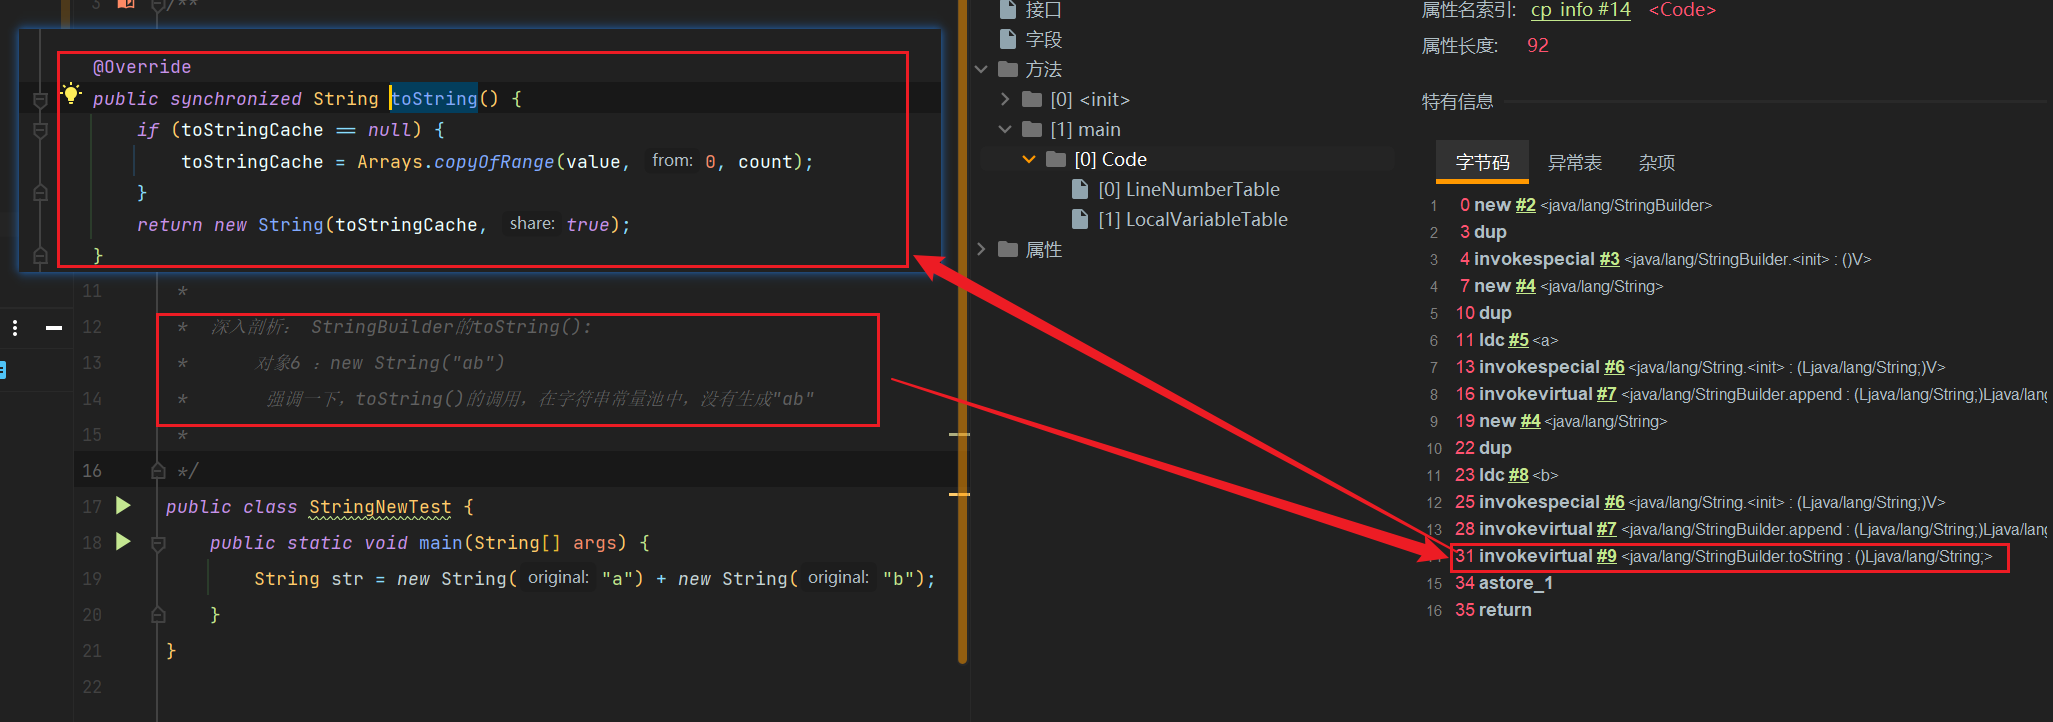 3 /**
@Override
public synchronized String toString() {
if (toStringCache == null) {
toStringCache = Arrays.copyOfRange(value, from: 0, count);
}
return new String(toStringCache, share: true);
}
11 *
12 * 深入剖析： StringBuilder的toString():
13 * 对象6 ：new String("ab")
14 * 强调一下，toString()的调用，在字符串常量池中，没有生成"ab"
15 *
16 */
17 public class StringNewTest {
18 public static void main(String[] args) {
19 String str = new String( original: "a") + new String( original: "b");
20 }
21 }
22
接口
字段
方法
[0] <init>
[1] main
[0] Code
[0] LineNumberTable
[1] LocalVariableTable
属性
属性名索引: cp_info #14 <Code>
属性长度: 92
特有信息
字节码 异常表 杂项
1 0 new #2 <java/lang/StringBuilder>
2 3 dup
3 4 invokespecial #3 <java/lang/StringBuilder.<init> : ()V>
4 7 new #4 <java/lang/String>
5 10 dup
6 11 ldc #5 <a>
7 13 invokespecial #6 <java/lang/String.<init> : (Ljava/lang/String;)V>
8 16 invokevirtual #7 <java/lang/StringBuilder.append : (Ljava/lang/String;)Ljava/lang
9 19 new #4 <java/lang/String>
10 22 dup
11 23 ldc #8 <b>
12 25 invokespecial #6 <java/lang/String.<init> : (Ljava/lang/String;)V>
13 28 invokevirtual #7 <java/lang/StringBuilder.append : (Ljava/lang/String;)Ljava/lang
14 31 invokevirtual #9 <java/lang/StringBuilder.toString : ()Ljava/lang/String;>
15 34 astore_1
16 35 return